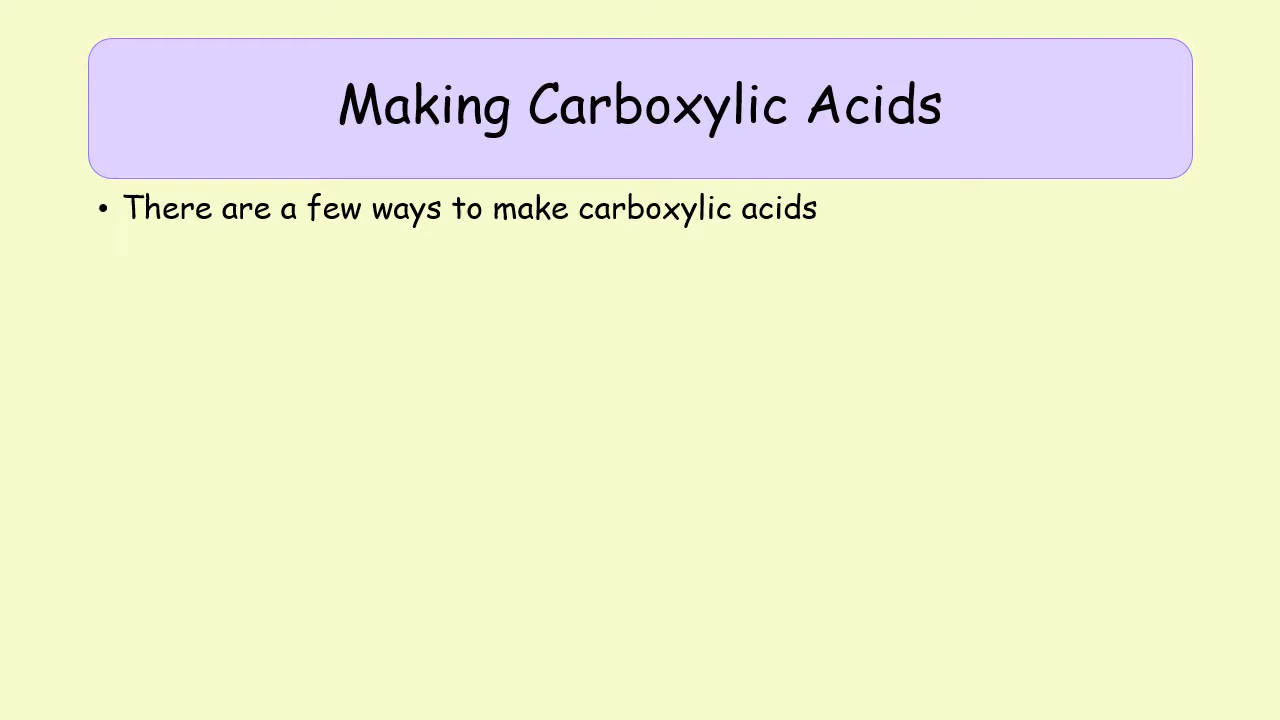 Making Carboxylic Acids
• There are a few ways to make carboxylic acids